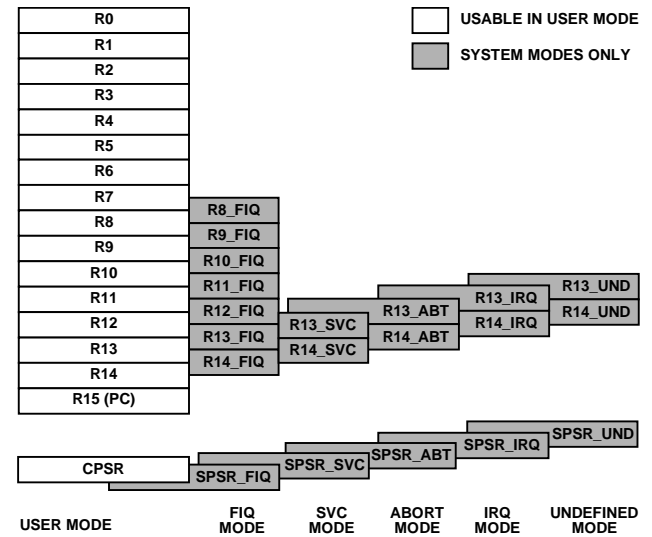 R0
USABLE IN USER MODE
R1
SYSTEM MODES ONLY
R2
R3
R4
R5
R6
R7
R8_FIQ
R8
R9_FIQ
R9
R10_FIQ
R10
R11_FIQ
R13_UND
R11
R13_IRQ
R12_FIQ
R13_ABT
R14_UND
R12
R13_SVC
R14_IRQ
R13_FIQ
R14_ABT
R13
R14_SVC
R14_FIQ
R14
R15 (PC)
SPSR_UND
SPSR_IRQ
SPSR_ABT
SPSR_SVC
CPSR
SPSR_FIQ
USER MODE
FIQ
MODE
SVC
MODE
ABORT
MODE
IRQ
MODE
UNDEFINED
MODE